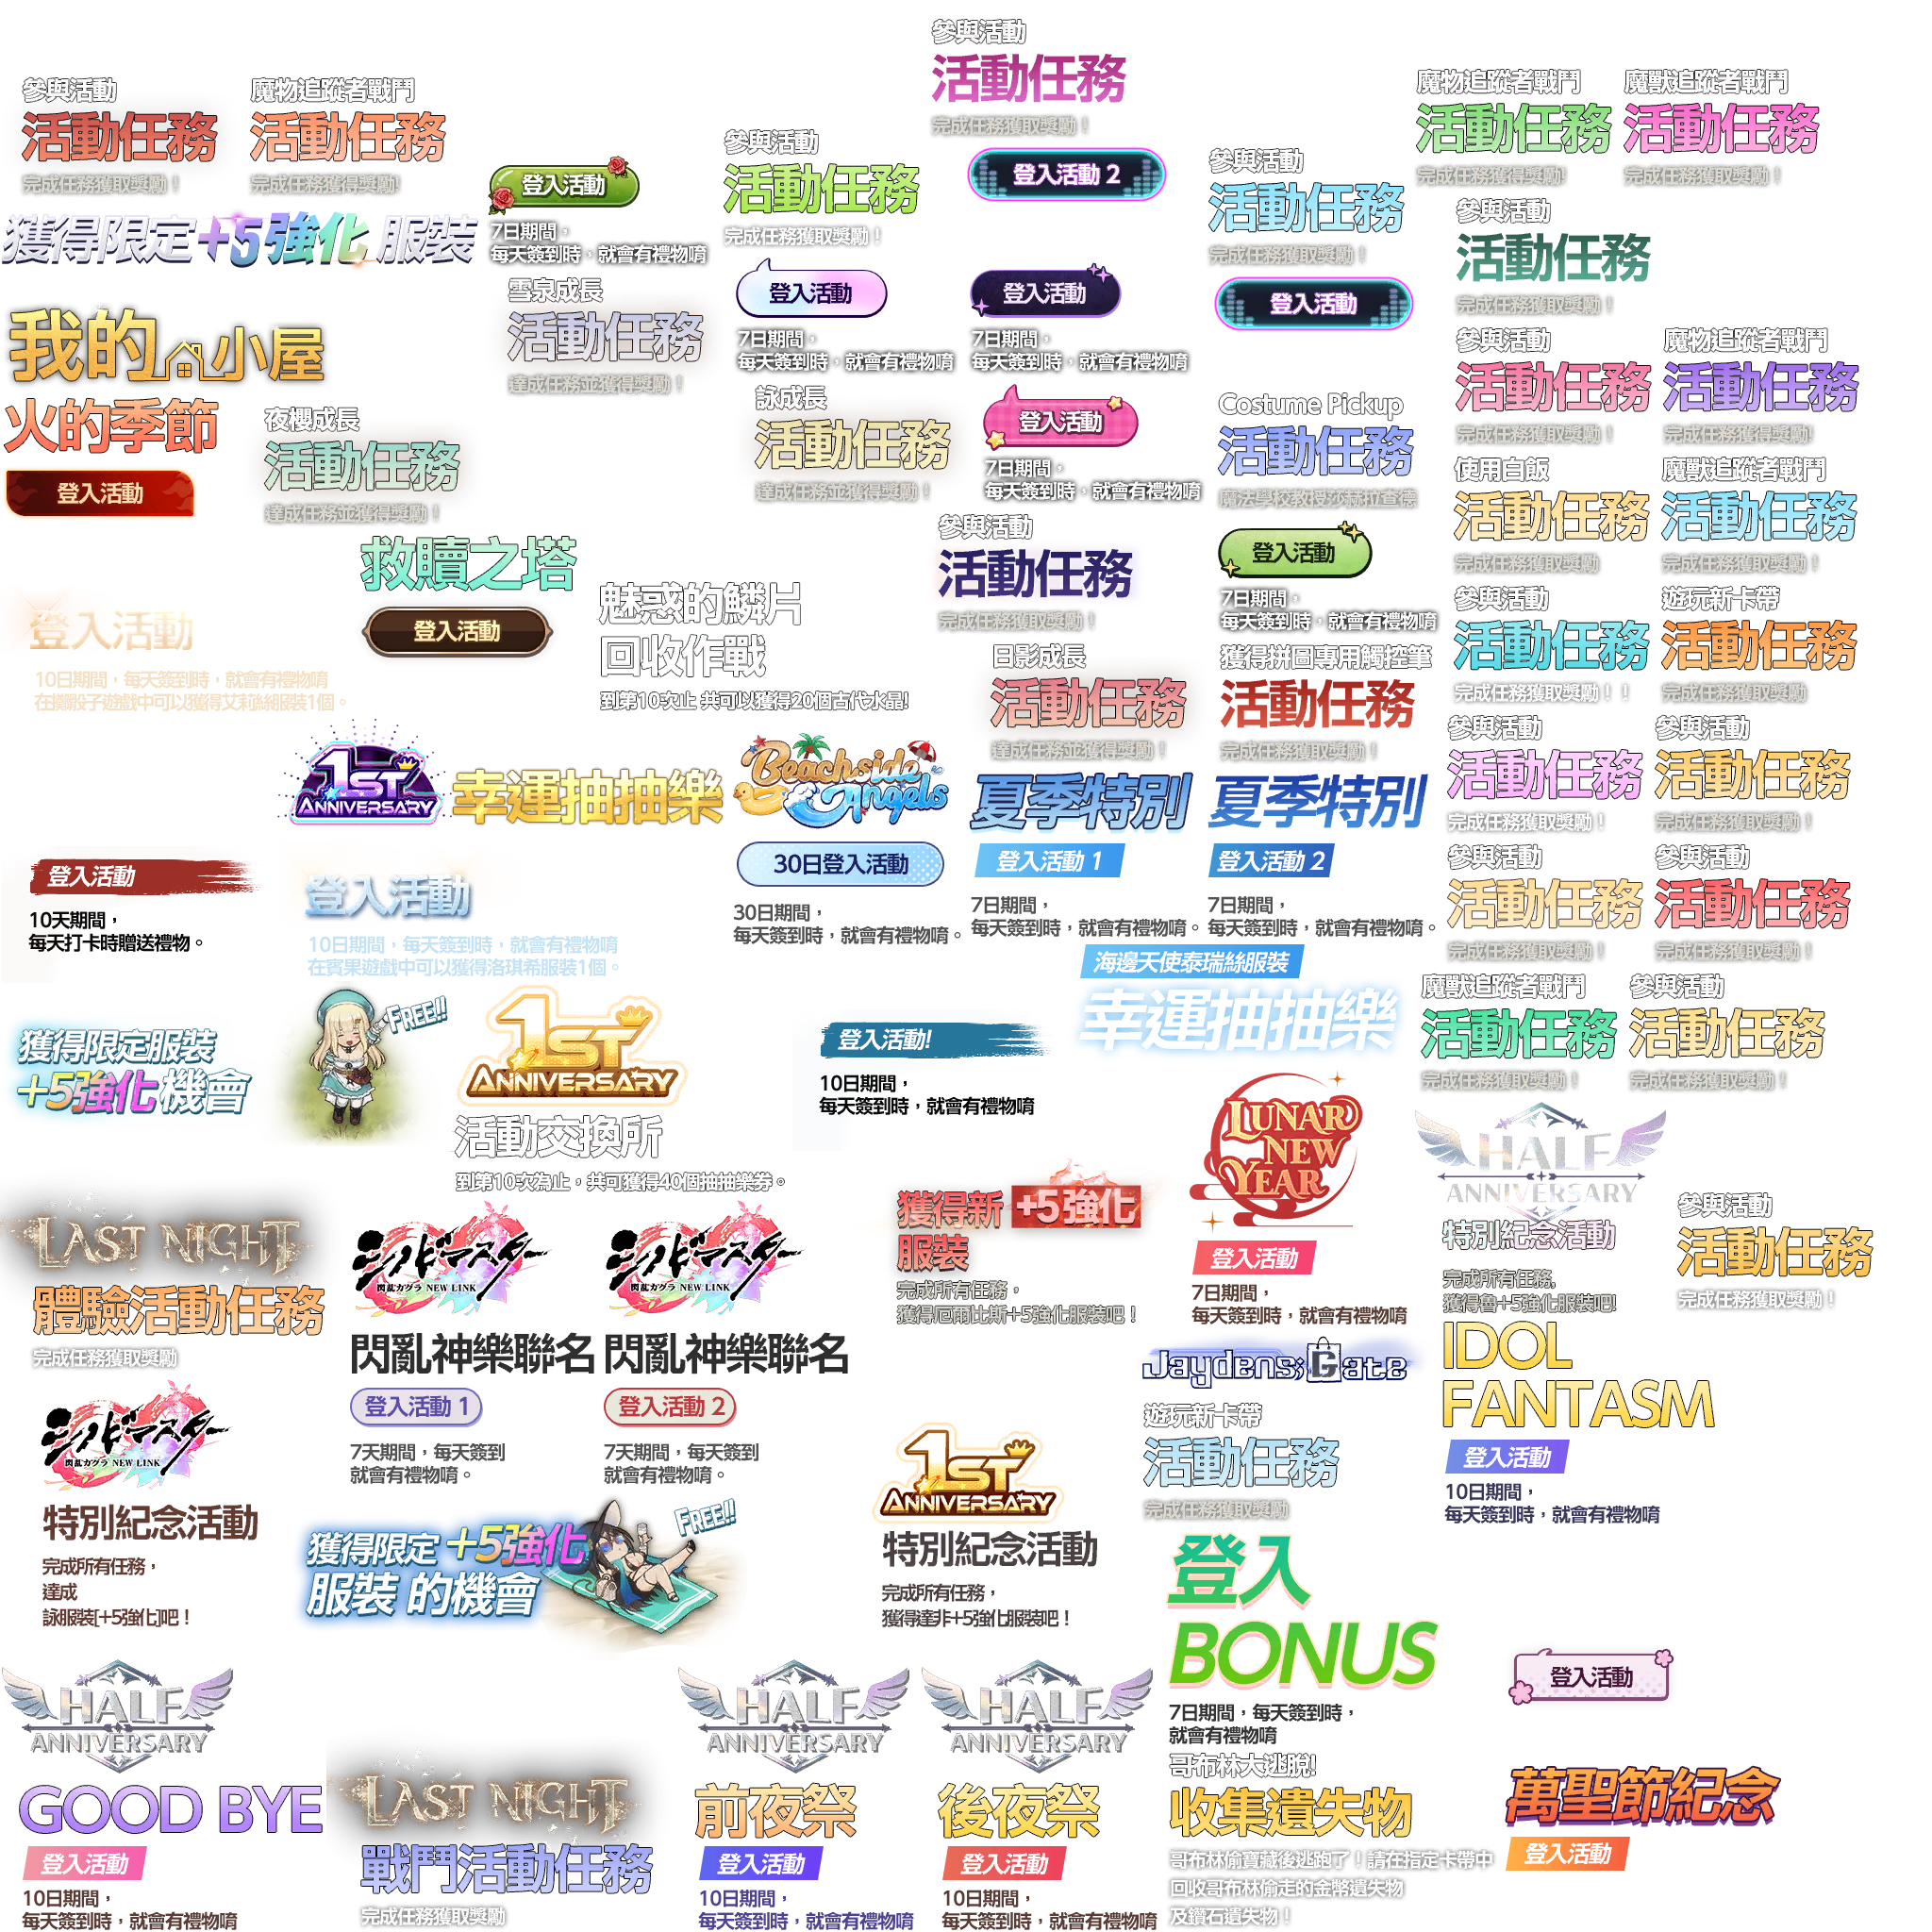 參與活動
活動任務
完成任務獲取獎勵！
魔物追蹤者戰鬥
活動任務
完成任務獲得獎勵!
獲得限定+5強化 服裝
我的小屋
火的季節
登入活動
夜櫻成長
活動任務
達成任務並獲得獎勵！
登入活動
7日期間，
每天簽到時，就會有禮物唷
雪泉成長
活動任務
達成任務並獲得獎勵！
參與活動
活動任務
完成任務獲取獎勵！
登入活動
7日期間，
每天簽到時，就會有禮物唷
詠成長
活動任務
達成任務並獲得獎勵！
參與活動
活動任務
完成任務獲取獎勵！
登入活動 2
登入活動
7日期間，
每天簽到時，就會有禮物唷
登入活動
7日期間，
每天簽到時，就會有禮物唷
參與活動
活動任務
完成任務獲取獎勵！
參與活動
活動任務
完成任務獲取獎勵！
登入活動
Costume Pickup
活動任務
魔法學校教授莎赫拉查德
登入活動
7日期間，
每天簽到時，就會有禮物唷
獲得拼圖專用觸控筆
活動任務
完成任務獲取獎勵！
魔物追蹤者戰鬥
活動任務
完成任務獲得獎勵!
魔獸追蹤者戰鬥
活動任務
完成任務獲取獎勵！
參與活動
活動任務
完成任務獲取獎勵！
參與活動
活動任務
完成任務獲取獎勵！
魔物追蹤者戰鬥
活動任務
完成任務獲得獎勵!
使用白飯
活動任務
完成任務獲取獎勵
魔獸追蹤者戰鬥
活動任務
完成任務獲取獎勵！
參與活動
活動任務
完成任務獲取獎勵！！
遊玩新卡帶
活動任務
完成任務獲取獎勵
參與活動
活動任務
完成任務獲取獎勵！
參與活動
活動任務
完成任務獲取獎勵！
參與活動
活動任務
完成任務獲取獎勵！
參與活動
活動任務
完成任務獲取獎勵！
魔獸追蹤者戰鬥
活動任務
完成任務獲取獎勵！
參與活動
活動任務
完成任務獲取獎勵！
登入活動
10日期間，每天簽到時，就會有禮物唷
在擲骰子遊戲中可以獲得艾莉絲服裝1個。
救贖之塔
登入活動
魅惑的鱗片
回收作戰
到第10次止 共可以獲得20個古代水晶!
日影成長
活動任務
達成任務並獲得獎勵！
1ST
ANNIVERSARY
幸運抽抽樂
Beachside
Angels
30日登入活動
30日期間，
每天簽到時，就會有禮物唷。
夏季特別
登入活動 1
7日期間，
每天簽到時，就會有禮物唷。
夏季特別
登入活動 2
7日期間，
每天簽到時，就會有禮物唷。
登入活動
10天期間，
每天打卡時贈送禮物。
登入活動
10日期間，每天簽到時，就會有禮物唷
在賓果遊戲中可以獲得洛琪希服裝1個。
海邊天使泰瑞絲服裝
幸運抽抽樂
獲得限定服裝
+5強化機會
FREE!!
1ST
ANNIVERSARY
活動交換所
到第10次為止，共可獲得40個抽抽樂券。
登入活動!
10日期間，
每天簽到時，就會有禮物唷
LUNAR
NEW
YEAR
登入活動
7日期間，
每天簽到時，就會有禮物唷
HALF
ANNIVERSARY
特別紀念活動
完成所有任務,
獲得魯+5強化服裝吧!
參與活動
活動任務
完成任務獲取獎勵！
LAST NIGHT
體驗活動任務
完成任務獲取獎勵
シノビマスター
閃乱カグラ NEW LINK
閃亂神樂聯名
登入活動 1
7天期間，每天簽到
就會有禮物唷。
シノビマスター
閃乱カグラ NEW LINK
閃亂神樂聯名
登入活動 2
7天期間，每天簽到
就會有禮物唷。
獲得新 +5強化
服裝
完成所有任務，
獲得厄爾比斯+5強化服裝吧！
Jaydens;Gate
遊玩新卡帶
活動任務
完成任務獲取獎勵
IDOL
FANTASM
登入活動
10日期間，
每天簽到時，就會有禮物唷
シノビマスター
閃乱カグラ NEW LINK
特別紀念活動
完成所有任務，
達成
詠服裝[+5強化]吧！
獲得限定 +5強化
服裝 的機會
FREE!!
1ST
ANNIVERSARY
特別紀念活動
完成所有任務，
獲得達非+5強化服裝吧！
登入
BONUS
7日期間，每天簽到時，
就會有禮物唷
登入活動
HALF
ANNIVERSARY
GOOD BYE
登入活動
10日期間，
每天簽到時，就會有禮物唷
LAST NIGHT
戰鬥活動任務
完成任務獲取獎勵
HALF
ANNIVERSARY
前夜祭
登入活動
10日期間，
每天簽到時，就會有禮物唷
HALF
ANNIVERSARY
後夜祭
登入活動
10日期間，
每天簽到時，就會有禮物唷
哥布林大逃脫!
收集遺失物
哥布林偷寶藏後逃跑了！請在指定卡帶中
回收哥布林偷走的金幣遺失物
及鑽石遺失物！
萬聖節紀念
登入活動